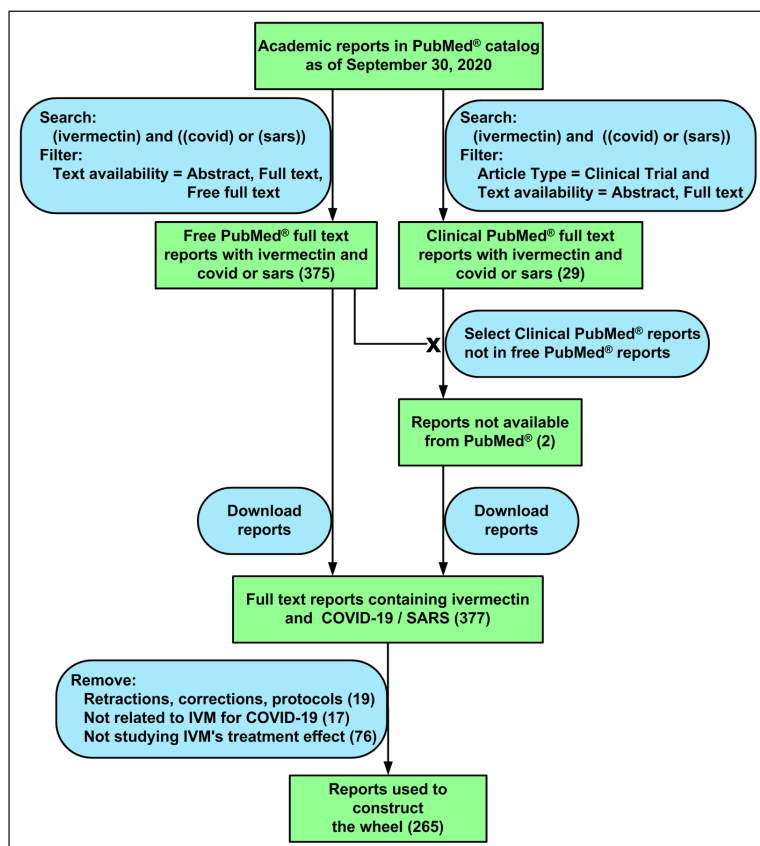 Academic reports in PubMed® catalog
as of September 30, 2020
Search:
(ivermectin) and ((covid) or (sars))
Filter:
Text availability = Abstract, Full text,
Free full text
Search:
(ivermectin) and ((covid) or (sars))
Filter:
Article Type = Clinical Trial and
Text availability = Abstract, Full text
Free PubMed® full text
reports with ivermectin and
covid or sars (375)
Clinical PubMed® full text
reports with ivermectin and
covid or sars (29)
X
Select Clinical PubMed® reports
not in free PubMed® reports
Reports not available
from PubMed® (2)
Download
reports
Download
reports
Full text reports containing ivermectin
and COVID-19 / SARS (377)
Remove:
Retractions, corrections, protocols (19)
Not related to IVM for COVID-19 (17)
Not studying IVM's treatment effect (76)
Reports used to
construct
the wheel (265)